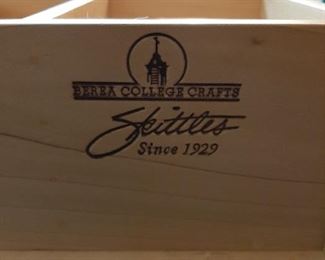 BEREA COLLEGE CRAFTS
Skittles
Since 1929